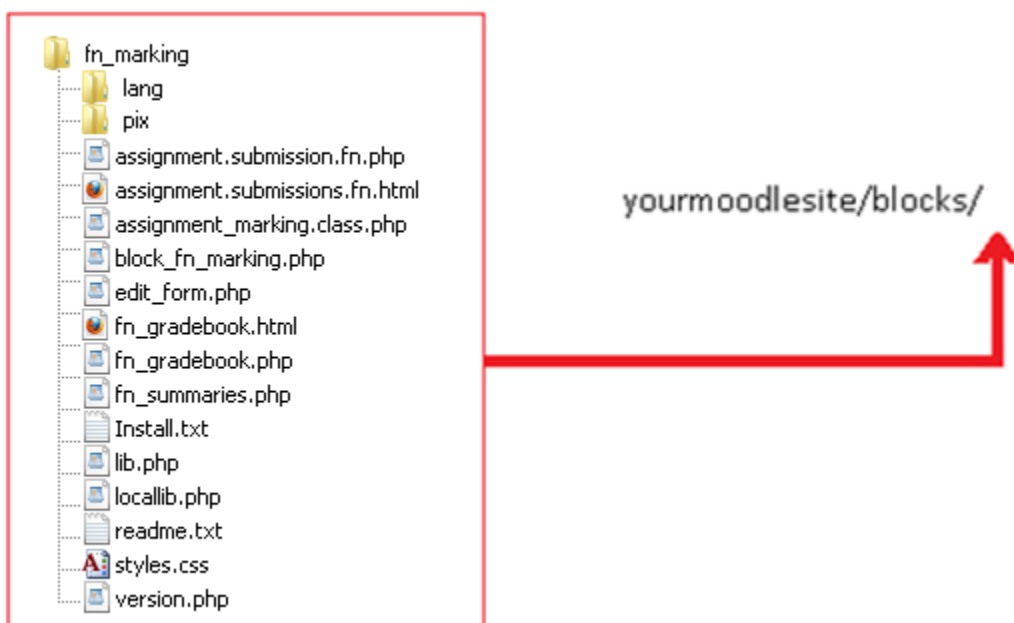 fn_marking
lang
pix
assignment.submission.fn.php
assignment.submissions.fn.html
assignment_marking.class.php
block_fn_marking.php
edit_form.php
fn_gradebook.html
fn_gradebook.php
fn_summaries.php
Install.txt
lib.php
locallib.php
readme.txt
styles.css
version.php
yourmoodlesite/blocks/